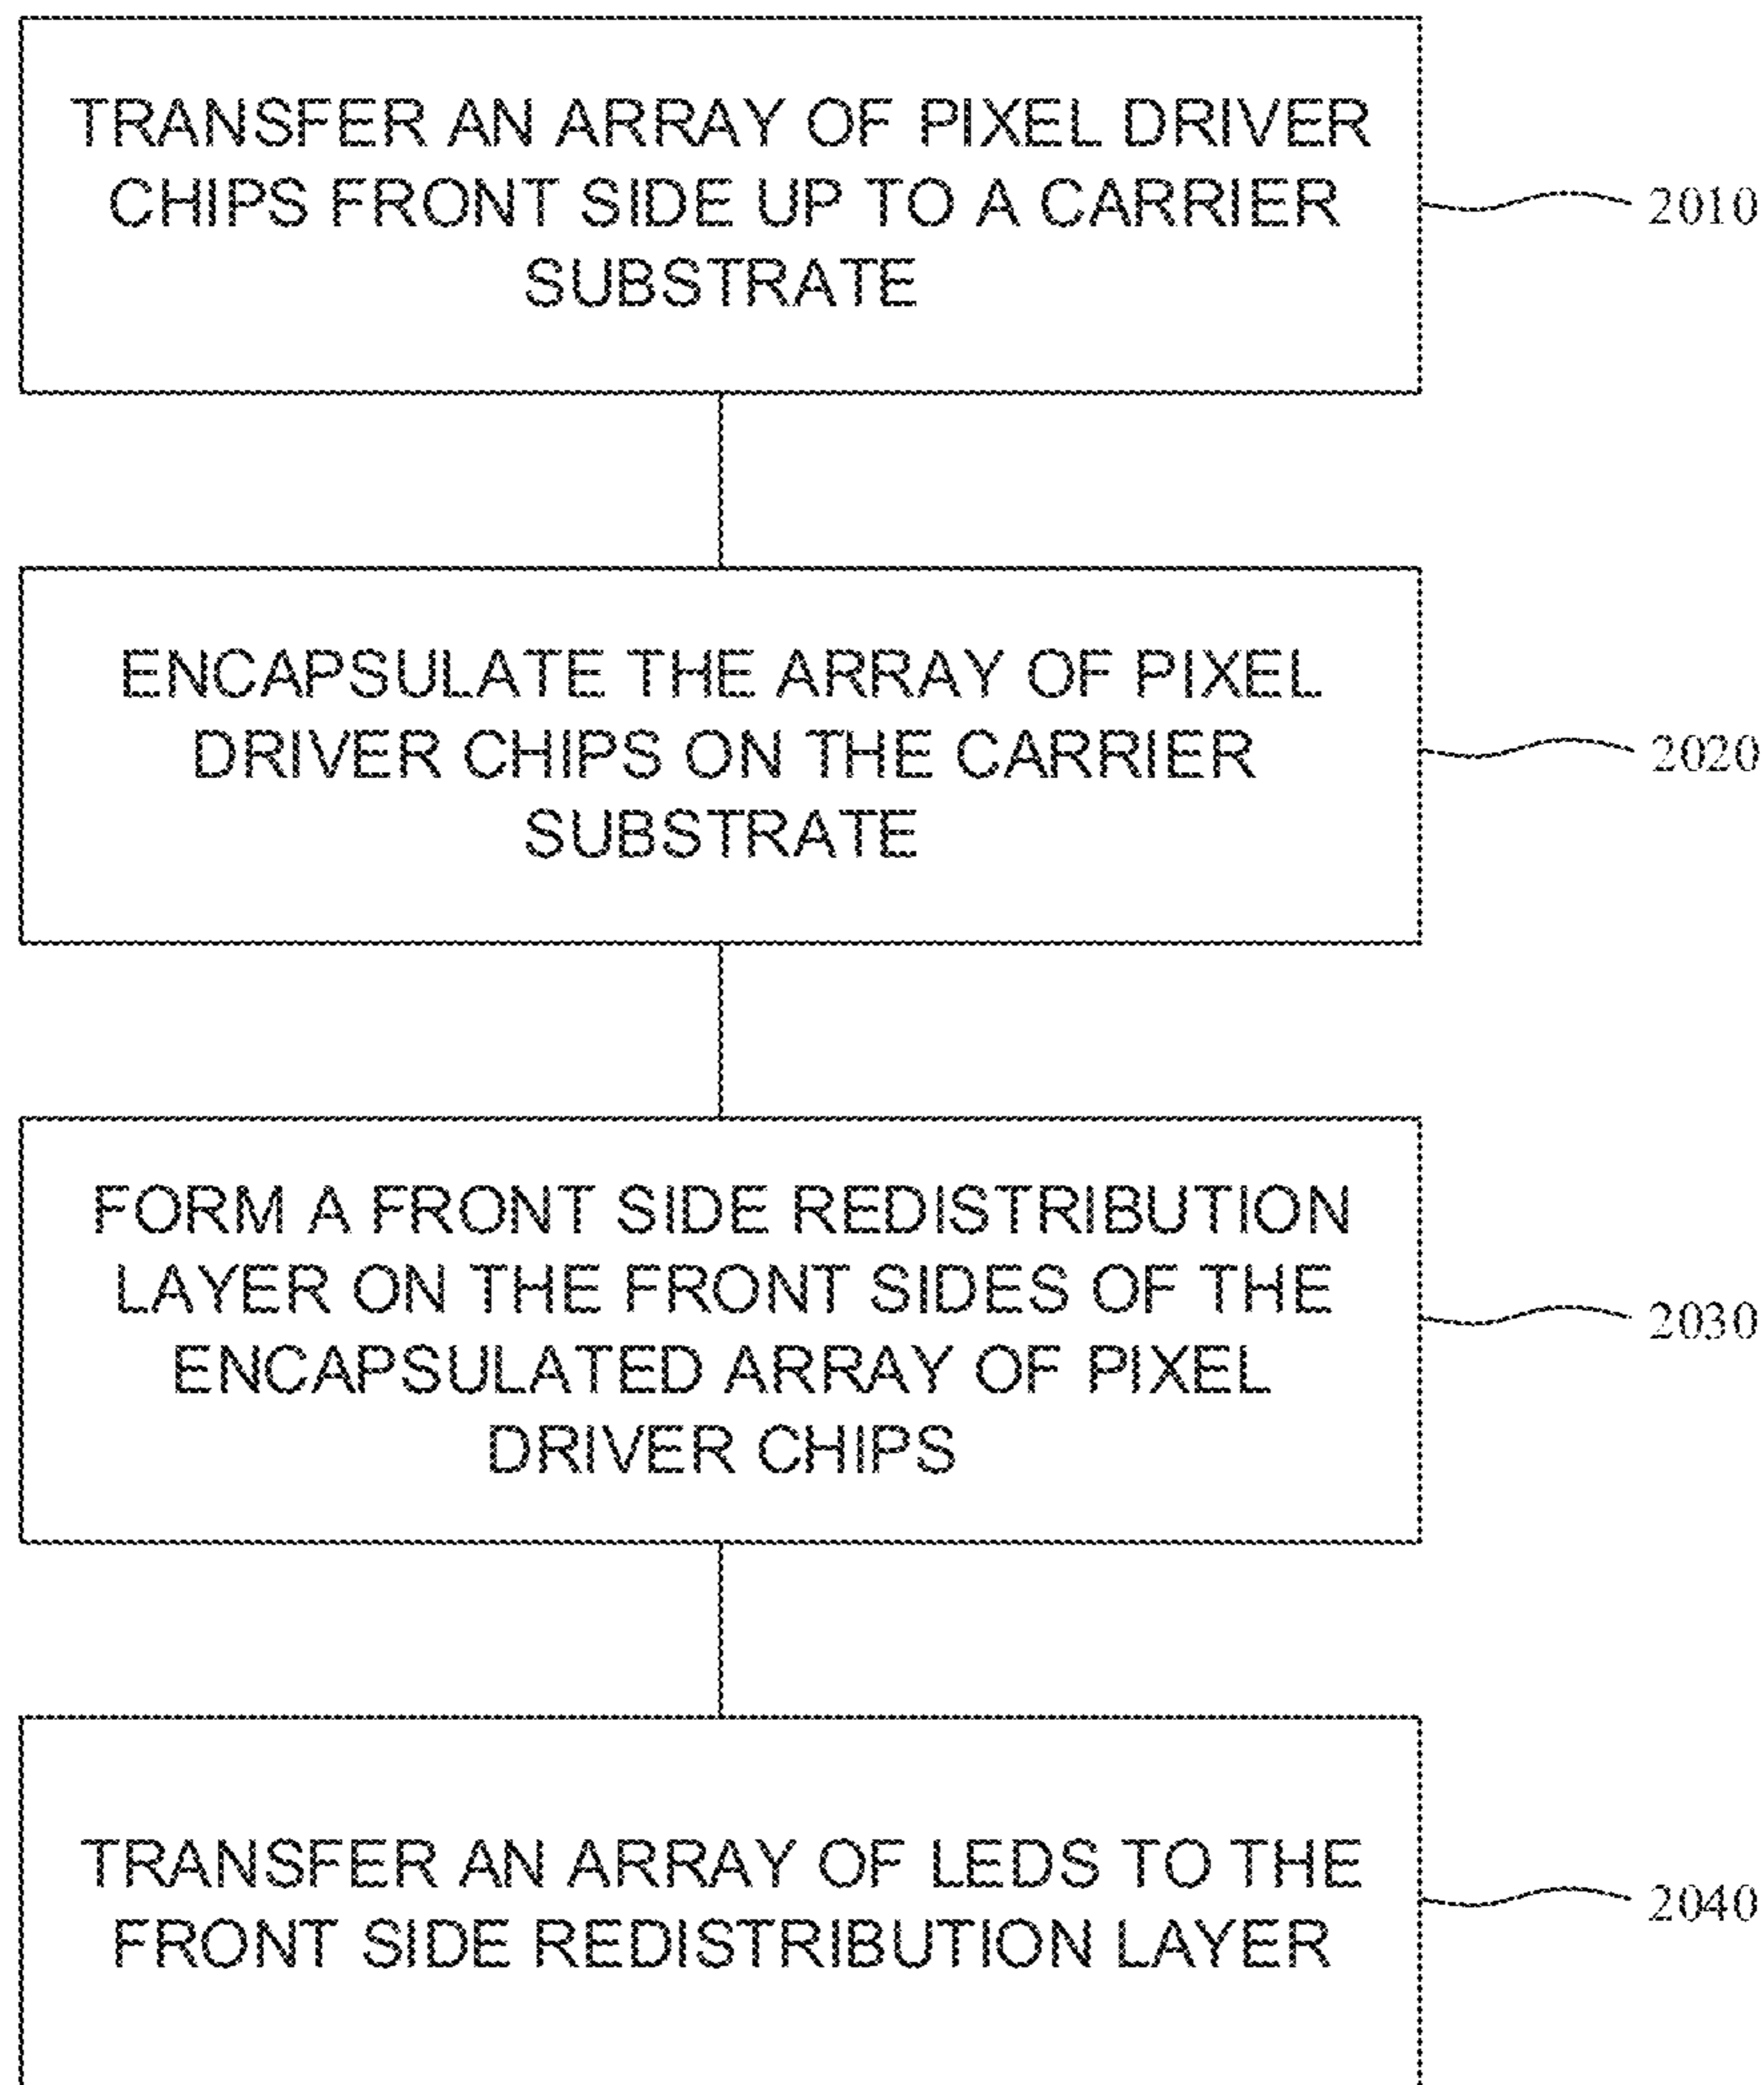 TRANSFER AN ARRAY OF PIXEL DRIVER
CHIPS FRONT SIDE UP TO A CARRIER
SUBSTRATE
2010
ENCAPSULATE THE ARRAY OF PIXEL
DRIVER CHIPS ON THE CARRIER
SUBSTRATE
2020
FORM A FRONT SIDE REDISTRIBUTION
LAYER ON THE FRONT SIDES OF THE
ENCAPSULATED ARRAY OF PIXEL
DRIVER CHIPS
2030
TRANSFER AN ARRAY OF LEDS TO THE
FRONT SIDE REDISTRIBUTION LAYER
2040